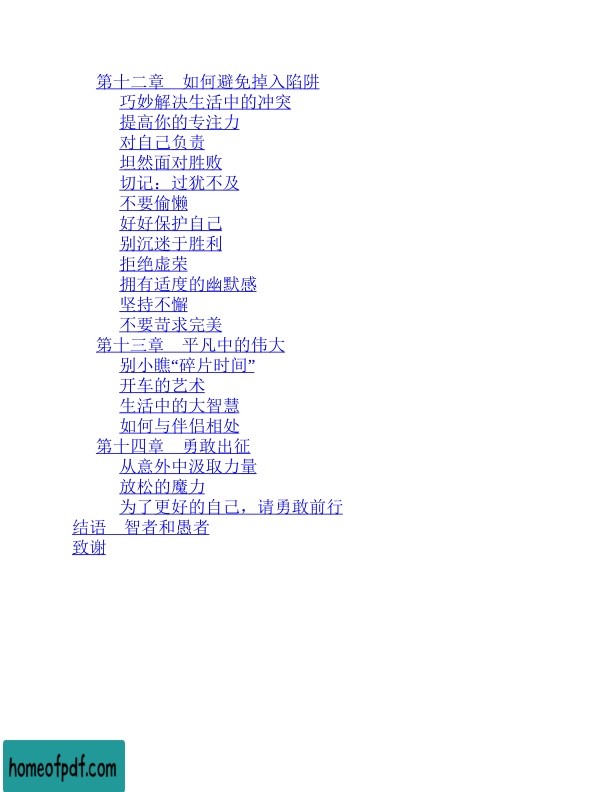 第十二章　如何避免掉入陷阱
巧妙解决生活中的冲突
提高你的专注力
对自己负责
坦然面对胜败
切记：过犹不及
不要偷懒
好好保护自己
别沉迷于胜利
拒绝虚荣
拥有适度的幽默感
坚持不懈
不要苛求完美
第十三章　平凡中的伟大
别小瞧“碎片时间”
开车的艺术
生活中的大智慧
如何与伴侣相处
第十四章　勇敢出征
从意外中汲取力量
放松的魔力
为了更好的自己，请勇敢前行
结语　智者和愚者
致谢
homeofpdf.com